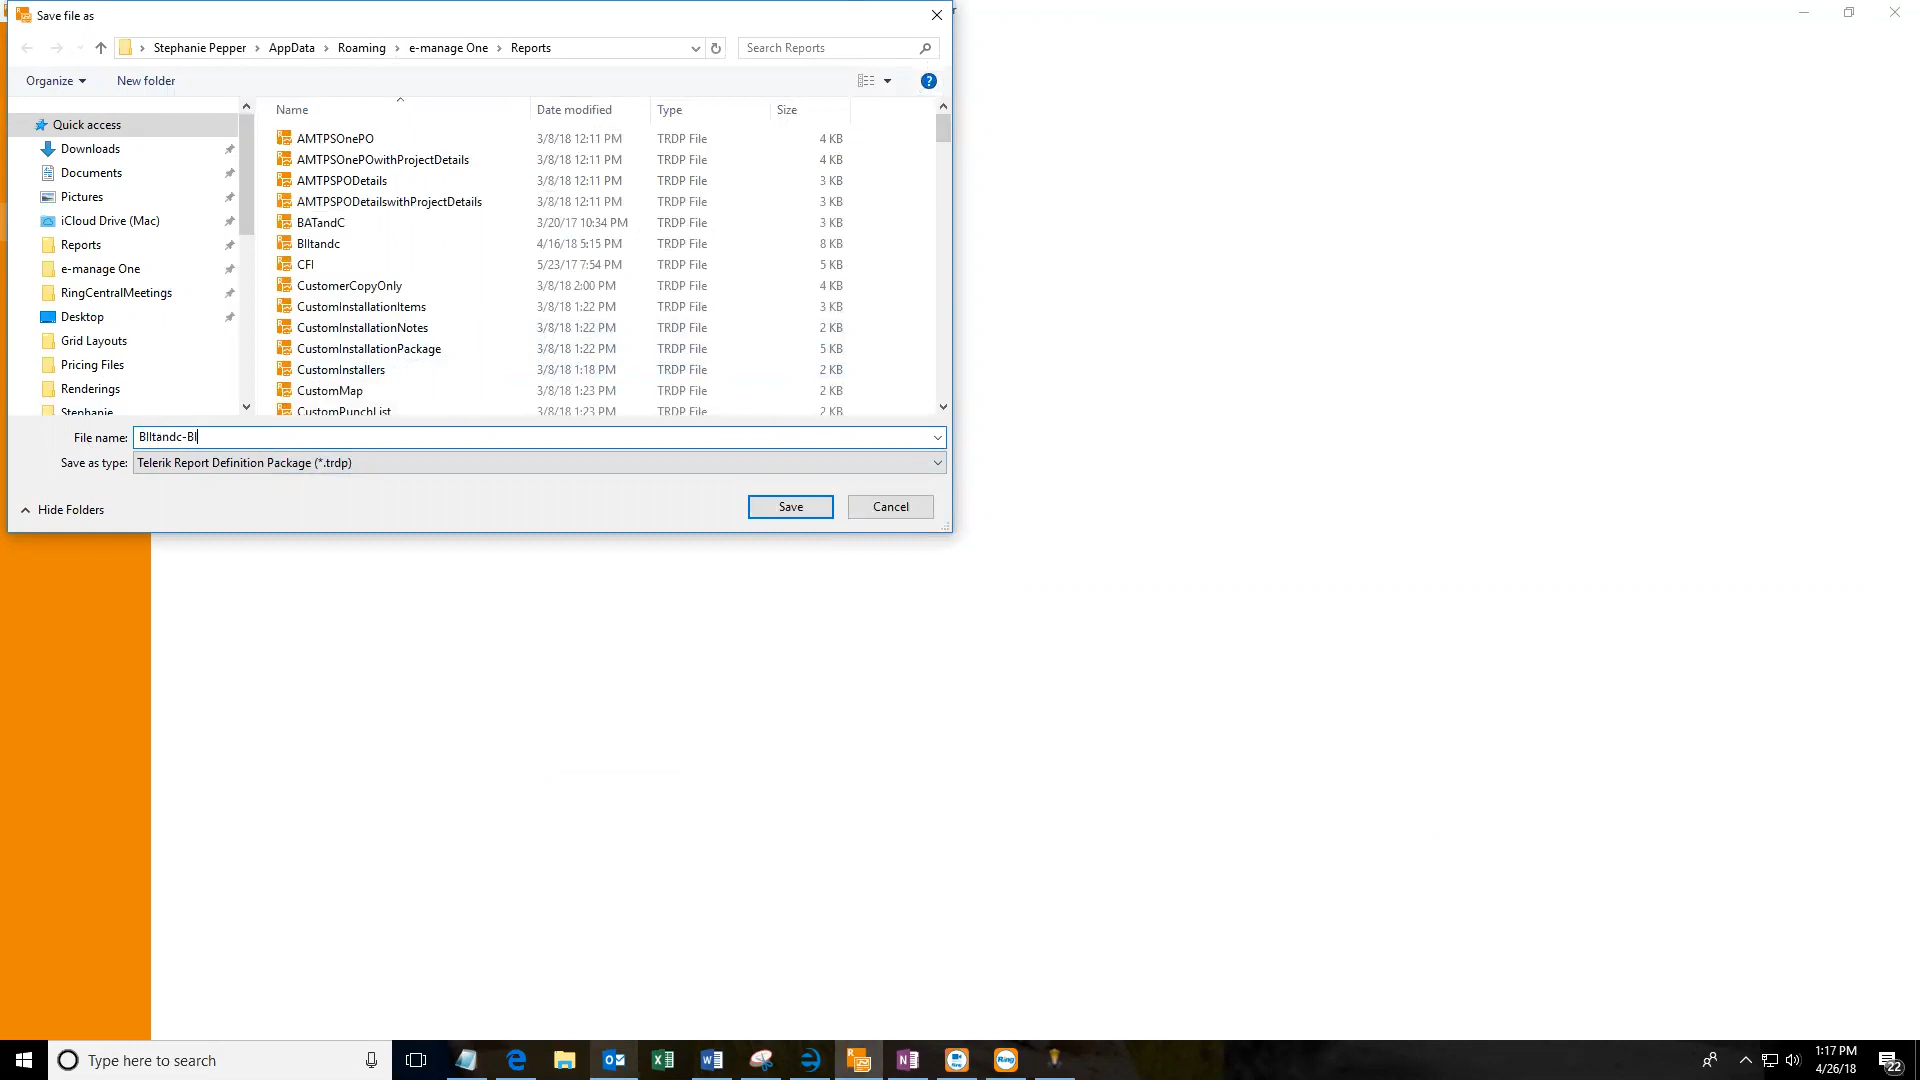 Save file as
Stephanie Pepper > AppData > Roaming > e-manage One > Reports
Search Reports
Organize
New folder
Name Date modified Type Size
Quick access
Downloads
Documents
Pictures
iCloud Drive (Mac)
Reports
e-manage One
RingCentralMeetings
Desktop
Grid Layouts
Pricing Files
Renderings
Stephanie
AMTPSOnePO 3/8/18 12:11 PM TRDP File 4 KB
AMTPSOnePOwithProjectDetails 3/8/18 12:11 PM TRDP File 4 KB
AMTPSPODetails 3/8/18 12:11 PM TRDP File 3 KB
AMTPSPODetailswithProjectDetails 3/8/18 12:11 PM TRDP File 3 KB
BATandC 3/20/17 10:34 PM TRDP File 3 KB
BIItandc 4/16/18 5:15 PM TRDP File 8 KB
CFI 5/23/17 7:54 PM TRDP File 5 KB
CustomerCopyOnly 3/8/18 2:00 PM TRDP File 4 KB
CustomInstallationItems 3/8/18 1:22 PM TRDP File 3 KB
CustomInstallationNotes 3/8/18 1:22 PM TRDP File 2 KB
CustomInstallationPackage 3/8/18 1:22 PM TRDP File 5 KB
CustomInstallers 3/8/18 1:18 PM TRDP File 2 KB
CustomMap 3/8/18 1:23 PM TRDP File 2 KB
CustomPunchList 3/8/18 1:23 PM TRDP File 2 KB
File name: BIItandc-BI
Save as type: Telerik Report Definition Package (*.trdp)
Hide Folders
Save
Cancel
Type here to search
1:17 PM
4/26/18
22